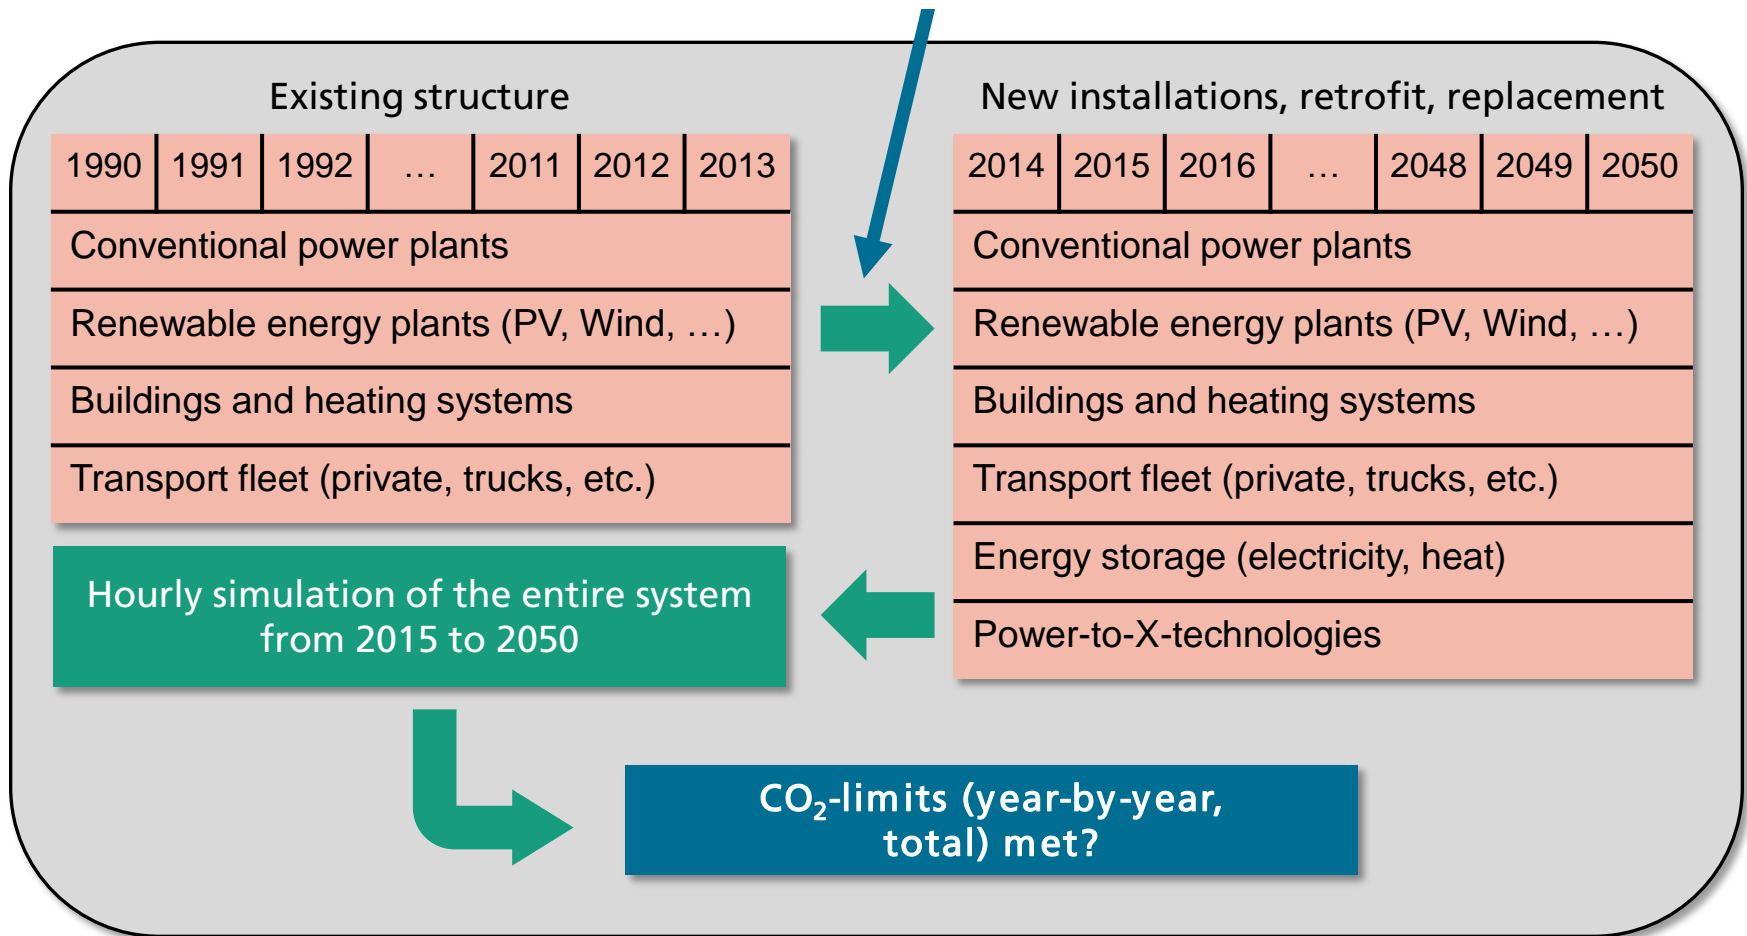 Existing structure
1990 1991 1992 … 2011 2012 2013
Conventional power plants
Renewable energy plants (PV, Wind, …)
Buildings and heating systems
Transport fleet (private, trucks, etc.)
New installations, retrofit, replacement
2014 2015 2016 … 2048 2049 2050
Conventional power plants
Renewable energy plants (PV, Wind, …)
Buildings and heating systems
Transport fleet (private, trucks, etc.)
Energy storage (electricity, heat)
Power-to-X-technologies
Hourly simulation of the entire system
from 2015 to 2050
CO₂-limits (year-by-year,
total) met?